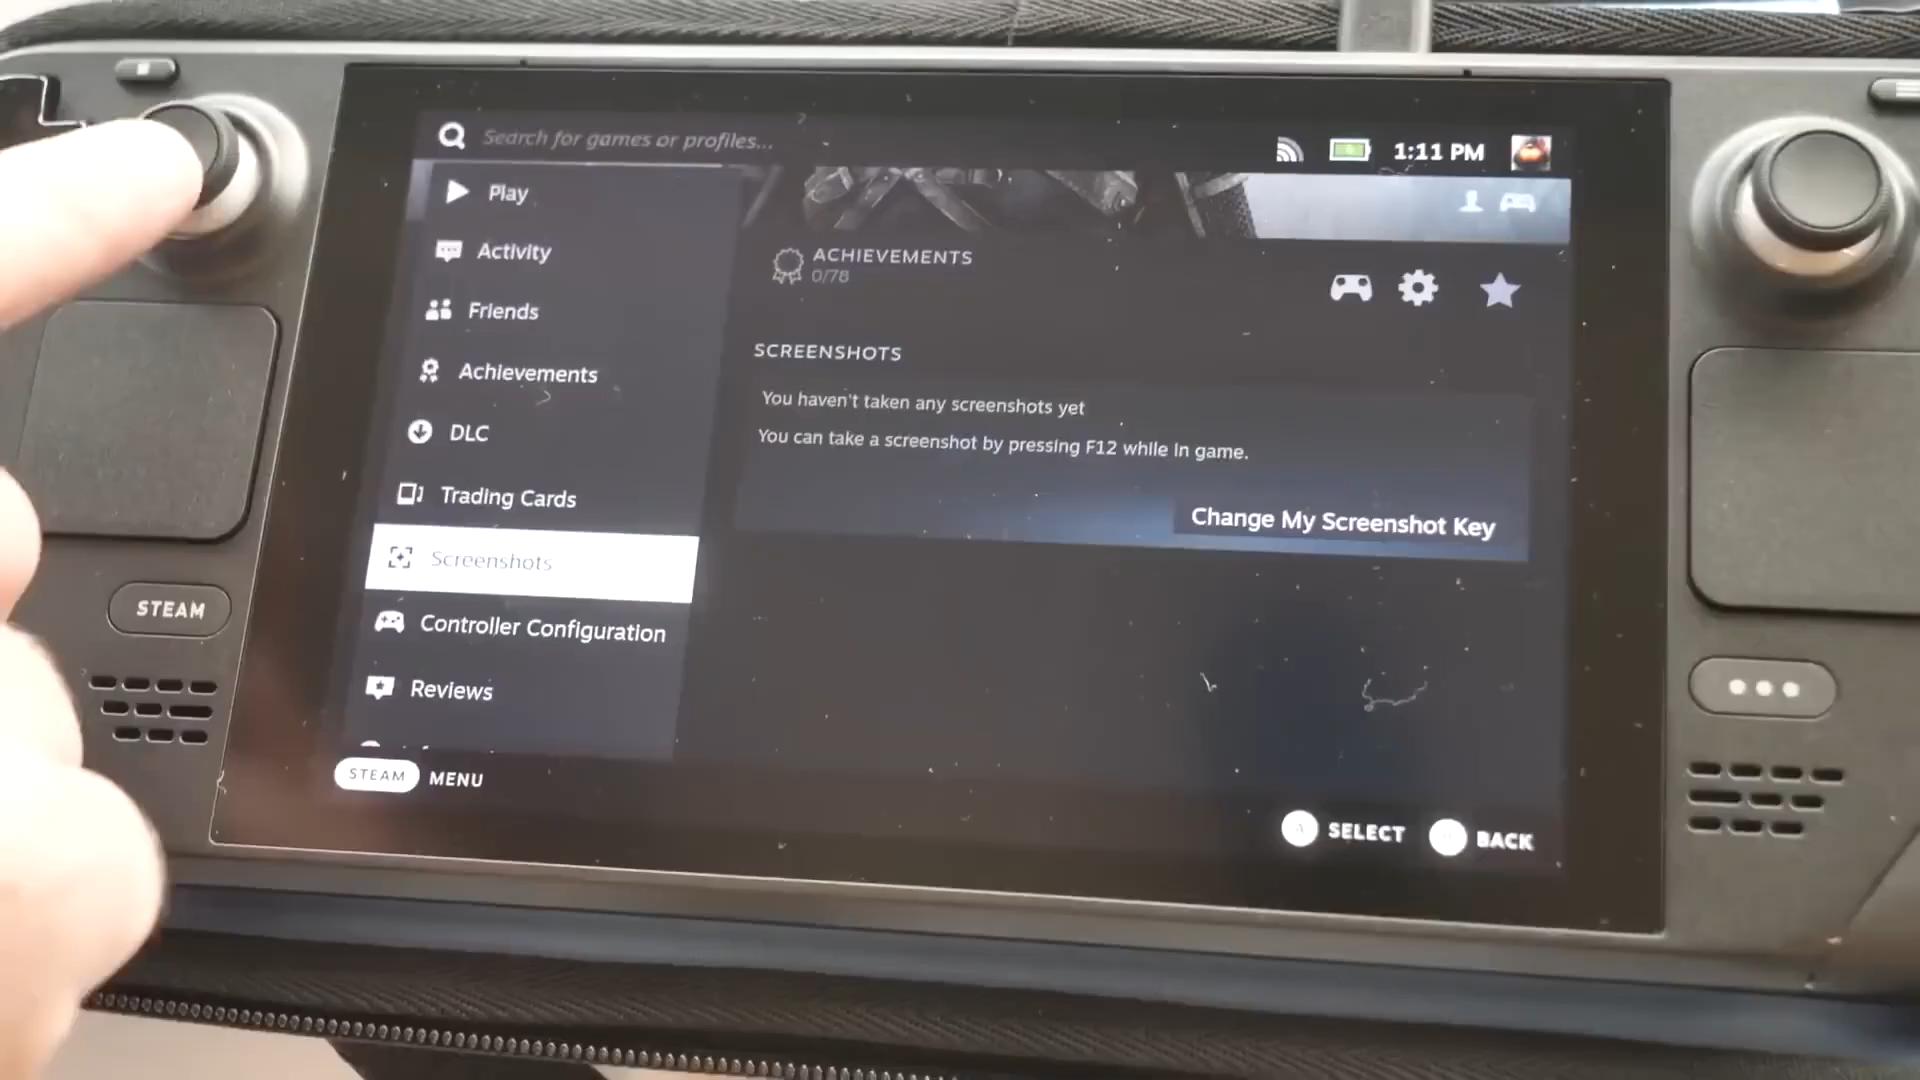 Search for games or profiles...
1:11 PM
Play
Activity
Friends
Achievements
DLC
Trading Cards
Screenshots
Controller Configuration
Reviews
ACHIEVEMENTS
0/78
SCREENSHOTS
You haven't taken any screenshots yet
You can take a screenshot by pressing F12 while in game.
Change My Screenshot Key
STEAM MENU
A SELECT
BACK
STEAM